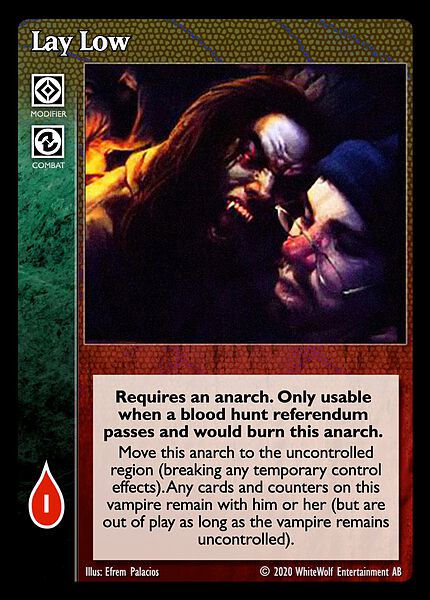 Lay Low
MODIFIER
COMBAT
Requires an anarch. Only usable
when a blood hunt referendum
passes and would burn this anarch.
Move this anarch to the uncontrolled
region (breaking any temporary control
effects). Any cards and counters on this
vampire remain with him or her (but are
out of play as long as the vampire remains
uncontrolled).
1
Illus: Efrem Palacios
© 2020 WhiteWolf Entertainment AB